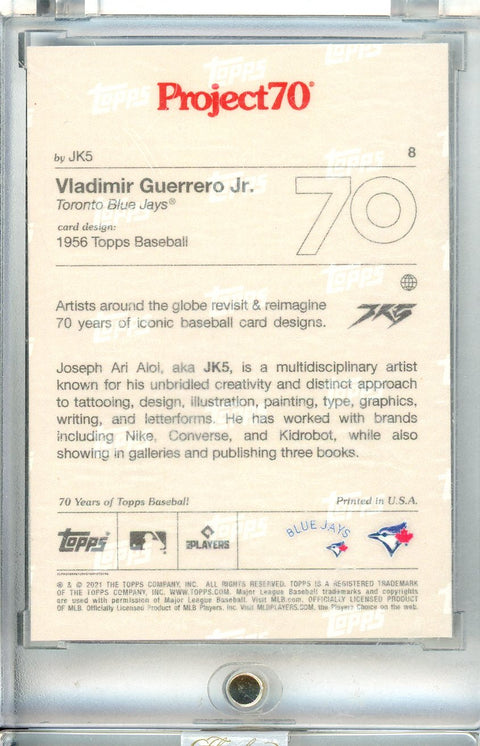 Project70®
by JK5 8
Vladimir Guerrero Jr.
Toronto Blue Jays®
card design:
1956 Topps Baseball
70
Artists around the globe revisit & reimagine
70 years of iconic baseball card designs.
JK5
Joseph Ari Aloi, aka JK5, is a multidisciplinary artist
known for his unbridled creativity and distinct approach
to tattooing, design, illustration, painting, type, graphics,
writing, and letterforms. He has worked with brands
including Nike, Converse, and Kidrobot, while also
showing in galleries and publishing three books.
70 Years of Topps Baseball Printed in U.S.A.
Topps PLAYERS BLUE JAYS
® & © 2021 THE TOPPS COMPANY, INC. ALL RIGHTS RESERVED. TOPPS IS A REGISTERED TRADEMARK
OF THE TOPPS COMPANY, INC. WWW.TOPPS.COM. Major League Baseball trademarks and copyrights
are used with permission of Major League Baseball. Visit MLB.com. OFFICIALLY LICENSED PRODUCT
OF MLB. Officially Licensed Product of MLB Players, Inc. Visit MLBPLAYERS.COM, the Players Choice on the web.